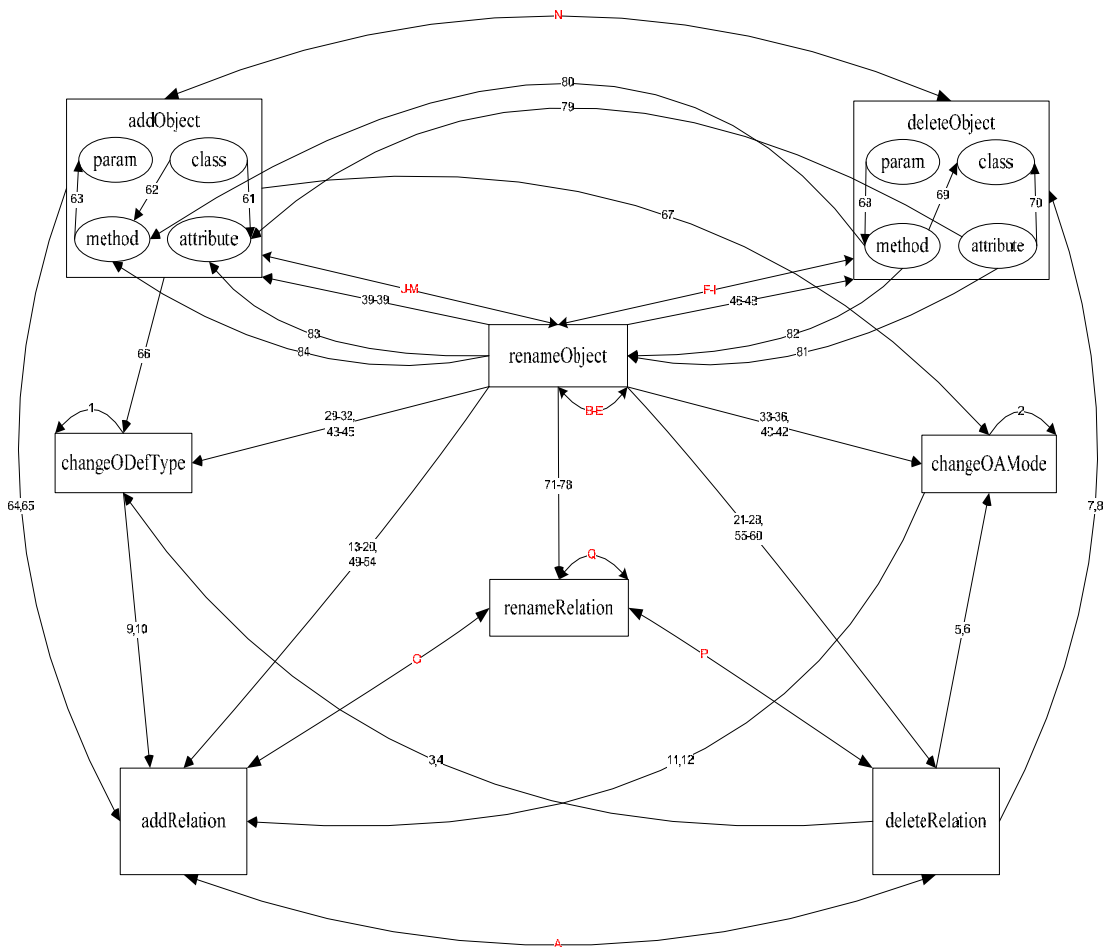 N
80
79
addObject
deleteObject
param
class
param
class
62
63
61
68
69
70
67
method
attribute
method
attribute
J-M
F-I
39-39
46-48
83
84
82
81
renameObject
66
1
29-32,
43-45
B-E
33-36,
2
changeODefType
changeOAMode
71-78
64,65
21-28,
55-60
7,8
13-20,
49-54
Q
renameRelation
9,10
5,6
P
3,4
11,12
addRelation
deleteRelation
A